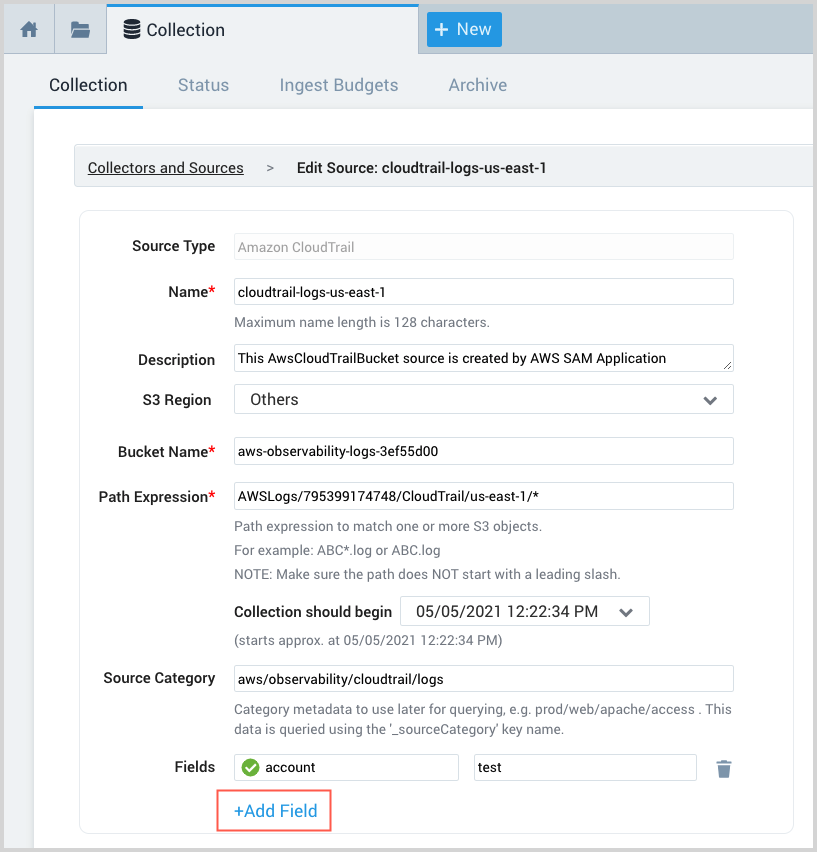 Collection
+ New
Collection Status Ingest Budgets Archive
Collectors and Sources > Edit Source: cloudtrail-logs-us-east-1
Source Type Amazon CloudTrail
Name* cloudtrail-logs-us-east-1
Maximum name length is 128 characters.
Description This AwsCloudTrailBucket source is created by AWS SAM Application
S3 Region Others
Bucket Name* aws-observability-logs-3ef55d00
Path Expression* AWSLogs/795399174748/CloudTrail/us-east-1/*
Path expression to match one or more S3 objects.
For example: ABC*.log or ABC.log
NOTE: Make sure the path does NOT start with a leading slash.
Collection should begin 05/05/2021 12:22:34 PM
(starts approx. at 05/05/2021 12:22:34 PM)
Source Category aws/observability/cloudtrail/logs
Category metadata to use later for querying, e.g. prod/web/apache/access . This
data is queried using the '_sourceCategory' key name.
Fields account test
+Add Field